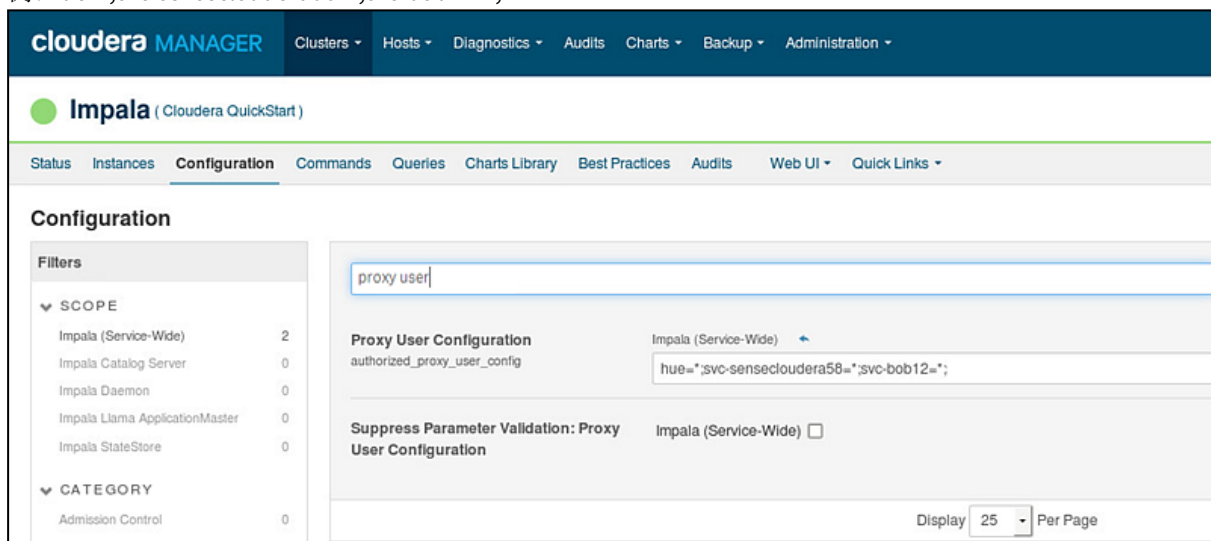 cloudera MANAGER Clusters Hosts Diagnostics Audits Charts Backup Administration
Impala ( Cloudera QuickStart )
Status Instances Configuration Commands Queries Charts Library Best Practices Audits Web UI Quick Links
Configuration
Filters
SCOPE
Impala (Service-Wide) 2
Impala Catalog Server 0
Impala Daemon 0
Impala Llama ApplicationMaster 0
Impala StateStore 0
CATEGORY
Admission Control 0
proxy user
Proxy User Configuration Impala (Service-Wide)
authorized_proxy_user_config
hue=*;svc-sensecloudera58=*;svc-bob12=*;
Suppress Parameter Validation: Proxy User Configuration Impala (Service-Wide)
Display 25 Per Page